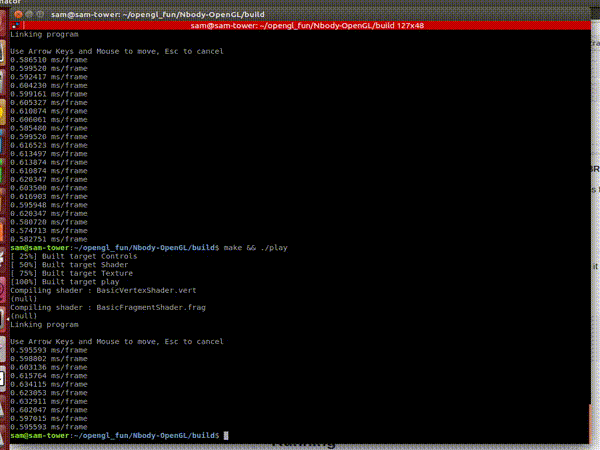 sam@sam-tower: ~/opengl_fun/Nbody-OpenGL/build
sam@sam-tower: ~/opengl_fun/Nbody-OpenGL/build 127x48
Linking program
Use Arrow Keys and Mouse to move, Esc to cancel
0.586510 ms/frame
0.599520 ms/frame
0.592417 ms/frame
0.604230 ms/frame
0.599161 ms/frame
0.605327 ms/frame
0.610874 ms/frame
0.606061 ms/frame
0.585480 ms/frame
0.599520 ms/frame
0.616523 ms/frame
0.613497 ms/frame
0.613874 ms/frame
0.610874 ms/frame
0.620347 ms/frame
0.603500 ms/frame
0.616903 ms/frame
0.595948 ms/frame
0.620347 ms/frame
0.580720 ms/frame
0.574713 ms/frame
0.582751 ms/frame
sam@sam-tower:~/opengl_fun/Nbody-OpenGL/build$ make && ./play
[ 25%] Built target Controls
[ 50%] Built target Shader
[ 75%] Built target Texture
[100%] Built target play
Compiling shader : BasicVertexShader.vert
(null)
Compiling shader : BasicFragmentShader.frag
(null)
Linking program
Use Arrow Keys and Mouse to move, Esc to cancel
0.595593 ms/frame
0.598802 ms/frame
0.603136 ms/frame
0.615764 ms/frame
0.634115 ms/frame
0.623053 ms/frame
0.632911 ms/frame
0.602047 ms/frame
0.597015 ms/frame
0.595593 ms/frame
sam@sam-tower:~/opengl_fun/Nbody-OpenGL/build$